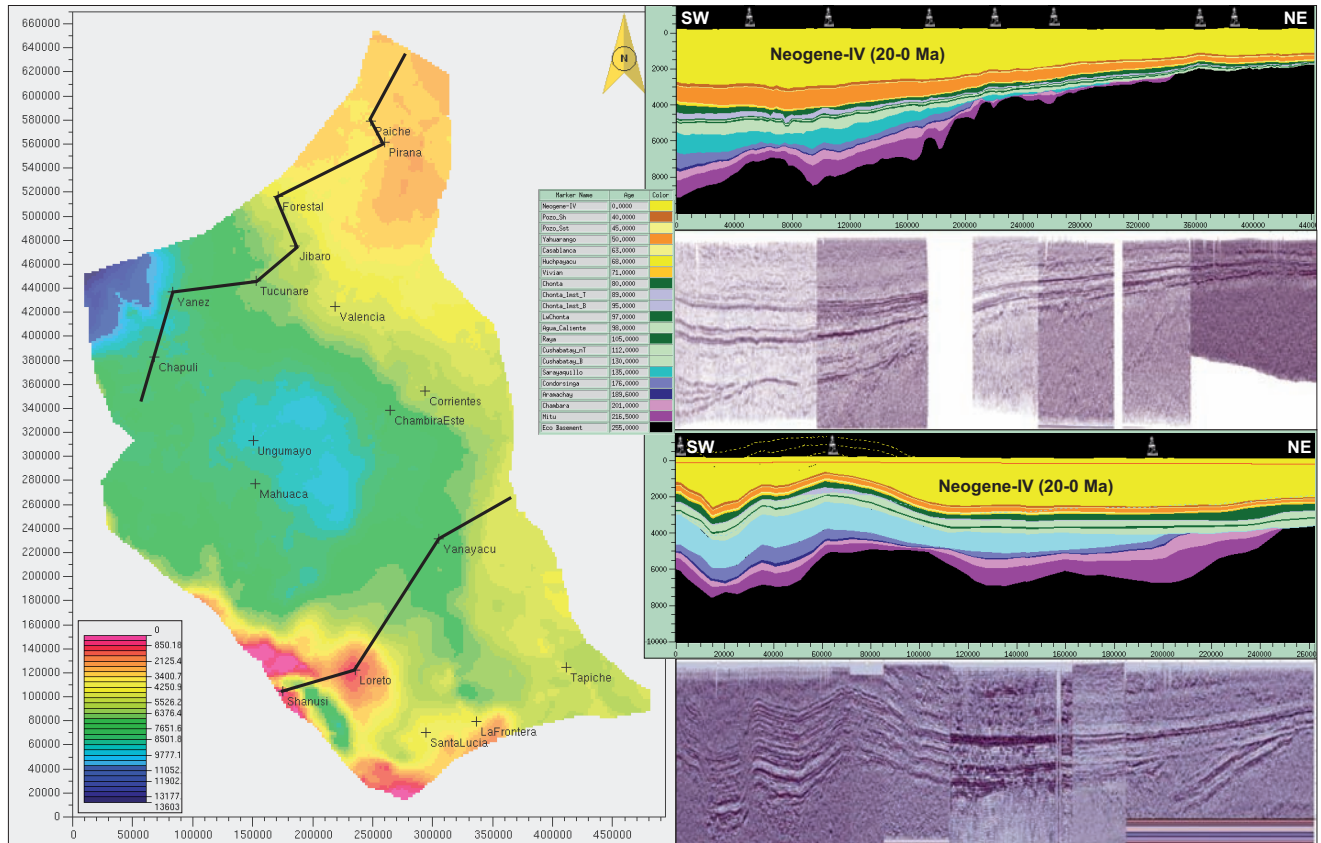 660000
640000
620000
600000
580000
560000
540000
520000
500000
480000
460000
440000
420000
400000
380000
360000
340000
320000
300000
280000
260000
240000
220000
200000
180000
160000
140000
120000
100000
80000
60000
40000
20000
0
0 50000 100000 150000 200000 250000 300000 350000 400000 450000
N
Paiche
Pirana
Forestal
Jibaro
Tucunare
Yanez
Valencia
Chapuli
Corrientes
ChambiraEste
Ungumayo
Mahuaca
Yanayacu
Loreto
Shanusi
Tapiche
LaFrontera
SantaLucia
0
850.18
2125.4
3400.7
4250.9
5526.2
6376.4
7651.6
8501.8
9777.1
11052.
11902.
13177
13603
Marker Name Age Color
Neogene-IV 0.0000
Pozo_Sh 40.0000
Pozo_Sst 45.0000
Yahuarango 50.0000
Casablanca 63.0000
Huchpayacu 68.0000
Vivian 71.0000
Chonta 80.0000
Chonta_lmst_T 89.0000
Chonta_lmst_B 95.0000
LwChonta 97.0000
Agua_Caliente 98.0000
Raya 105.0000
Cushabatay_nT 112.0000
Cushabatay_B 130.0000
Sarayaquillo 135.0000
Condorsinga 176.0000
Aramachay 189.6000
Chambara 201.0000
Mitu 216.5000
Eco Basement 255.0000
SW NE
Neogene-IV (20-0 Ma)
0
2000
4000
6000
8000
0 40000 80000 120000 160000 200000 240000 280000 320000 360000 400000
SW NE
Neogene-IV (20-0 Ma)
0
2000
4000
6000
8000
10000
0 20000 40000 60000 80000 100000 120000 140000 160000 180000 200000 220000 240000